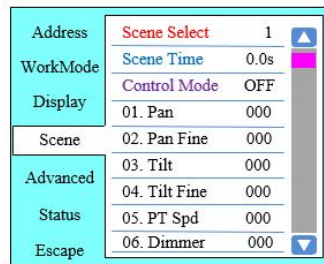 Address
WorkMode
Display
Scene
Advanced
Status
Escape
Scene Select 1
Scene Time 0.0s
Control Mode OFF
01. Pan 000
02. Pan Fine 000
03. Tilt 000
04. Tilt Fine 000
05. PT Spd 000
06. Dimmer 000